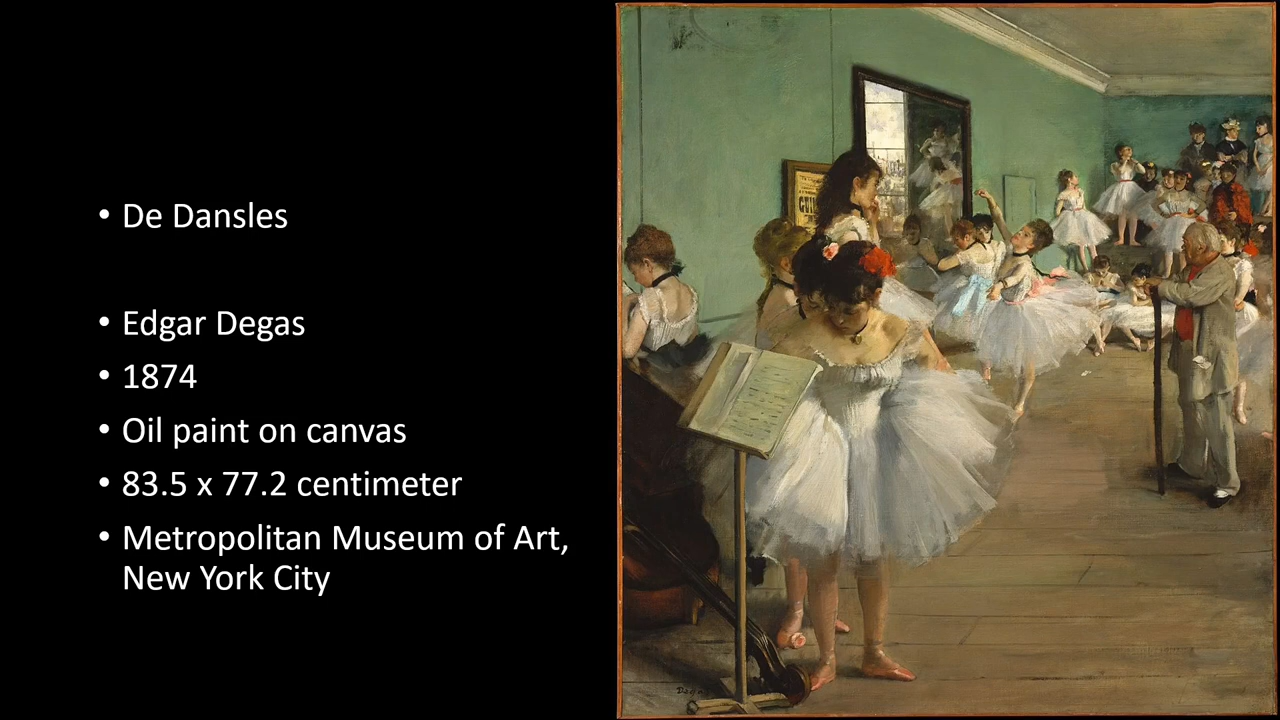 • De Dansles
• Edgar Degas
• 1874
• Oil paint on canvas
• 83.5 x 77.2 centimeter
• Metropolitan Museum of Art,
New York City
Degas